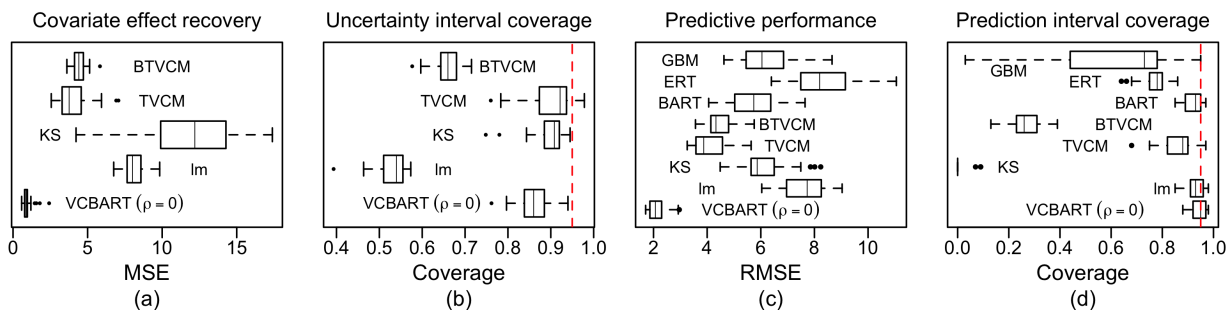 Covariate effect recovery
BTVCM
TVCM
KS
lm
VCBART (ρ = 0)
0 5 10 15
MSE
(a)
Uncertainty interval coverage
BTVCM
TVCM
KS
lm
VCBART (ρ = 0)
0.4 0.5 0.6 0.7 0.8 0.9 1.0
Coverage
(b)
Predictive performance
GBM
ERT
BART
BTVCM
TVCM
KS
lm
VCBART (ρ = 0)
2 4 6 8 10
RMSE
(c)
Prediction interval coverage
GBM
ERT
BART
BTVCM
TVCM
KS
lm
VCBART (ρ = 0)
0.0 0.2 0.4 0.6 0.8 1.0
Coverage
(d)